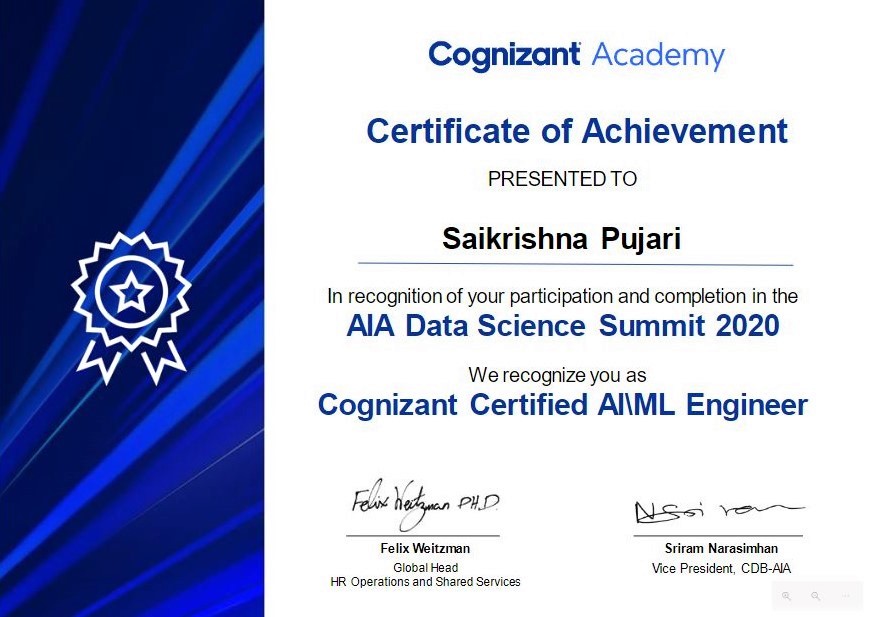 Cognizant Academy
Certificate of Achievement
PRESENTED TO
Saikrishna Pujari
In recognition of your participation and completion in the
AIA Data Science Summit 2020
We recognize you as
Cognizant Certified AI\ML Engineer
Felix Weitzman PH.D.
NSSi ram
Felix Weitzman
Global Head
HR Operations and Shared Services
Sriram Narasimhan
Vice President, CDB-AIA